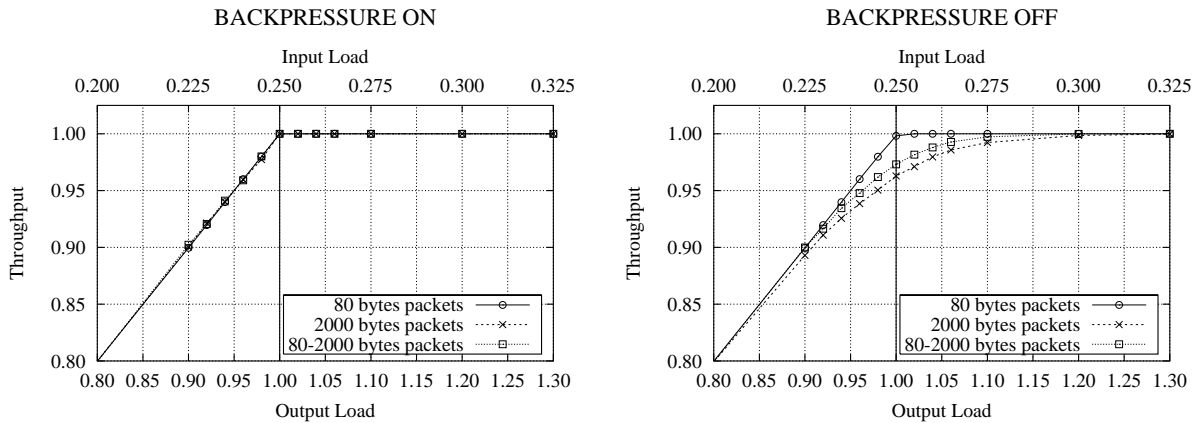 BACKPRESSURE ON
Input Load
0.200 0.225 0.250 0.275 0.300 0.325
1.00
0.95
0.90
0.85
0.80
Throughput
80 bytes packets
2000 bytes packets
80-2000 bytes packets
0.80 0.85 0.90 0.95 1.00 1.05 1.10 1.15 1.20 1.25 1.30
Output Load
BACKPRESSURE OFF
Input Load
0.200 0.225 0.250 0.275 0.300 0.325
1.00
0.95
0.90
0.85
0.80
Throughput
80 bytes packets
2000 bytes packets
80-2000 bytes packets
0.80 0.85 0.90 0.95 1.00 1.05 1.10 1.15 1.20 1.25 1.30
Output Load